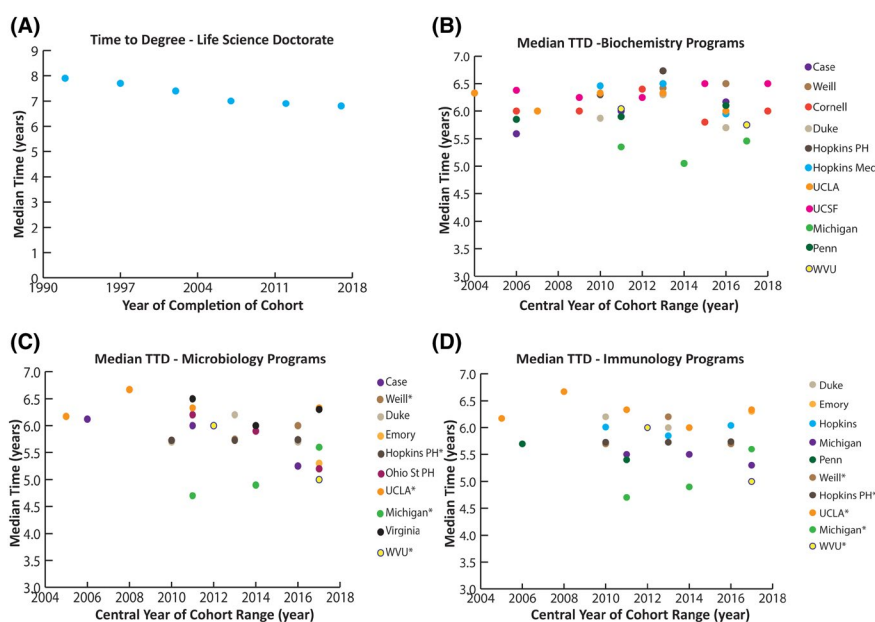 (A)
Time to Degree - Life Science Doctorate
Median Time (years)
9
8
7
6
5
4
3
2
1
0
1990 1997 2004 2011 2018
Year of Completion of Cohort
(B)
Median TTD -Biochemistry Programs
Median Time (years)
7.0
6.5
6.0
5.5
5.0
4.5
4.0
3.5
3.0
2004 2006 2008 2010 2012 2014 2016 2018
Central Year of Cohort Range (year)
Case
Weill
Cornell
Duke
Hopkins PH
Hopkins Med
UCLA
UCSF
Michigan
Penn
WVU
(C)
Median TTD - Microbiology Programs
Median Time (years)
7.0
6.5
6.0
5.5
5.0
4.5
4.0
3.5
3.0
2004 2006 2008 2010 2012 2014 2016 2018
Central Year of Cohort Range (year)
Case
Weill*
Duke
Emory
Hopkins PH*
Ohio St PH
UCLA*
Michigan*
Virginia
WVU*
(D)
Median TTD - Immunology Programs
Median Time (years)
7.0
6.5
6.0
5.5
5.0
4.5
4.0
3.5
3.0
2004 2006 2008 2010 2012 2014 2016 2018
Central Year of Cohort Range (year)
Duke
Emory
Hopkins
Michigan
Penn
Weill*
Hopkins PH*
UCLA*
Michigan*
WVU*